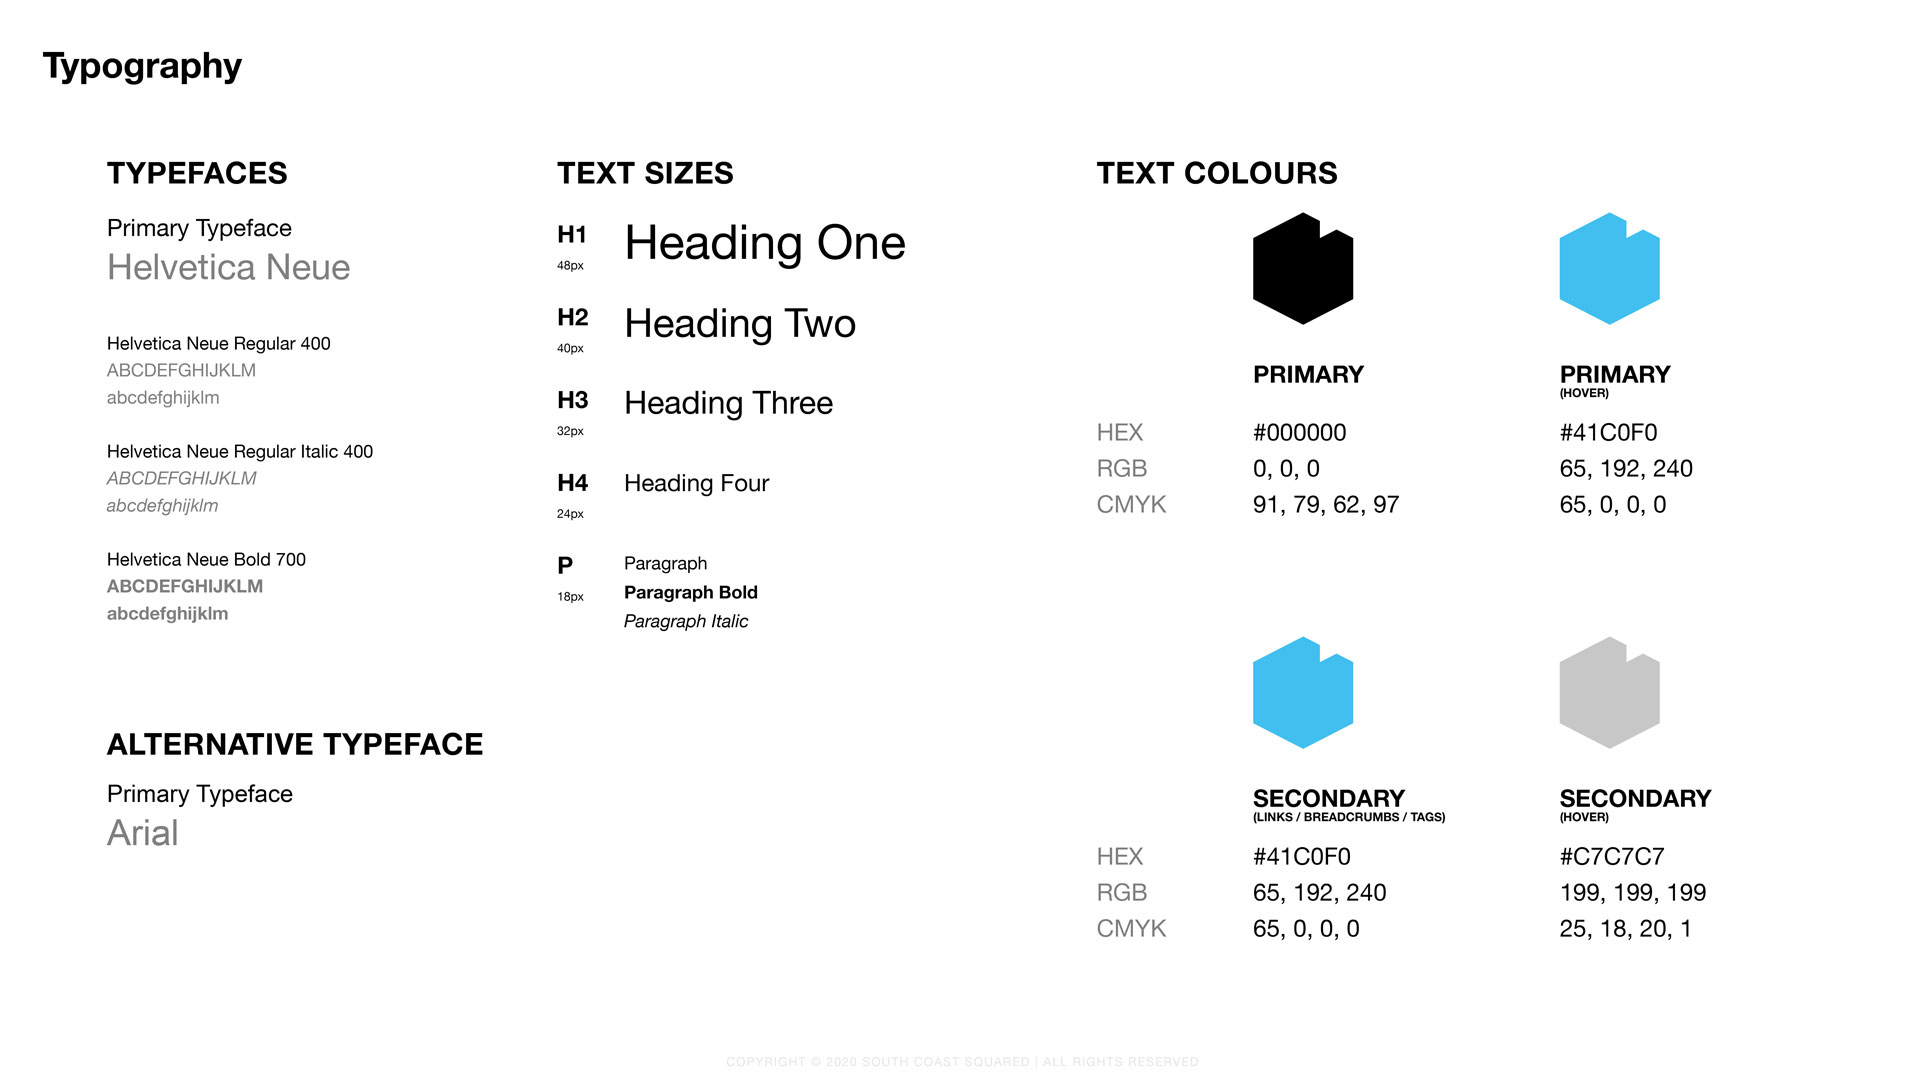 Typography
TYPEFACES
Primary Typeface
Helvetica Neue
Helvetica Neue Regular 400
ABCDEFGHIJKLM
abcdefghijklm
Helvetica Neue Regular Italic 400
ABCDEFGHIJKLM
abcdefghijklm
Helvetica Neue Bold 700
ABCDEFGHIJKLM
abcdefghijklm
ALTERNATIVE TYPEFACE
Primary Typeface
Arial
TEXT SIZES
H1 Heading One
48px
H2 Heading Two
40px
H3 Heading Three
32px
H4 Heading Four
24px
P Paragraph
18px Paragraph Bold
Paragraph Italic
TEXT COLOURS
PRIMARY PRIMARY
(HOVER)
HEX #000000 #41C0F0
RGB 0, 0, 0 65, 192, 240
CMYK 91, 79, 62, 97 65, 0, 0, 0
SECONDARY SECONDARY
(LINKS / BREADCRUMBS / TAGS) (HOVER)
HEX #41C0F0 #C7C7C7
RGB 65, 192, 240 199, 199, 199
CMYK 65, 0, 0, 0 25, 18, 20, 1
COPYRIGHT © 2020 SOUTH COAST SQUARED | ALL RIGHTS RESERVED